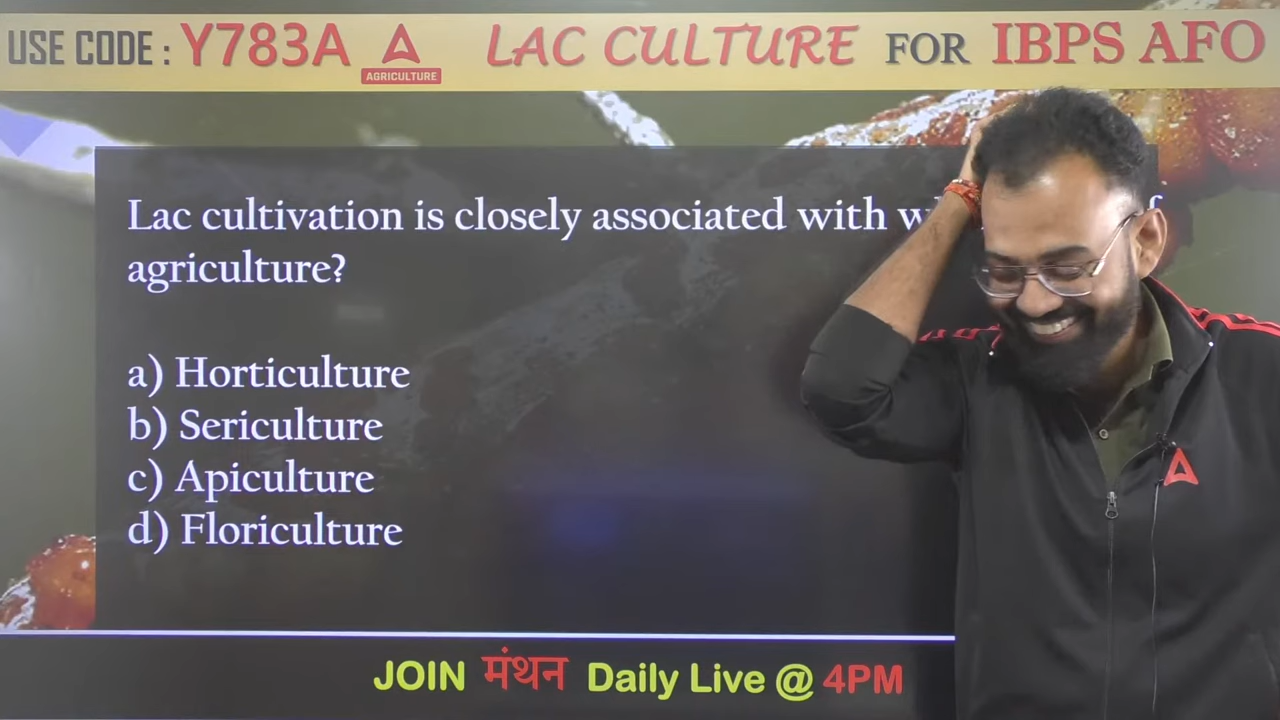 USE CODE : Y783A AGRICULTURE LAC CULTURE FOR IBPS AFO
Lac cultivation is closely associated with
agriculture?
a) Horticulture
b) Sericulture
c) Apiculture
d) Floriculture
JOIN मंथन Daily Live @ 4PM